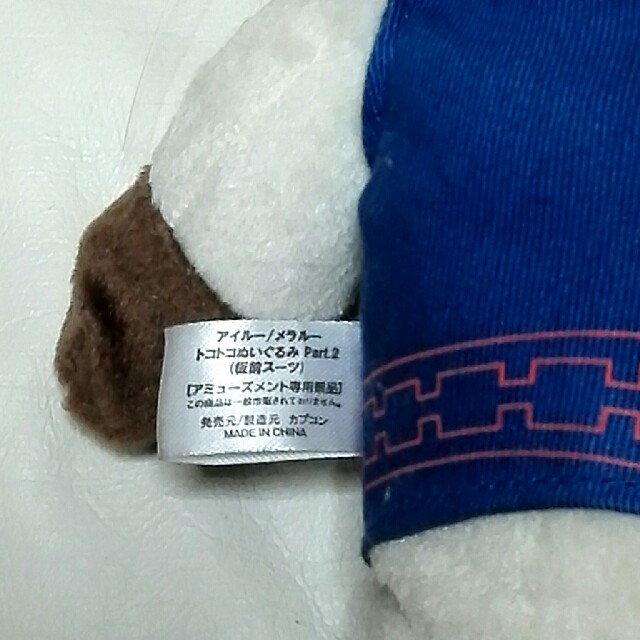 アイルー/メラルー
トコトコぬいぐるみ Part.2
(仮前スーツ)
[アミューズメント専用景品]
この商品は一般市販されておりません。
発売元/製造元 カプコン
MADE IN CHINA